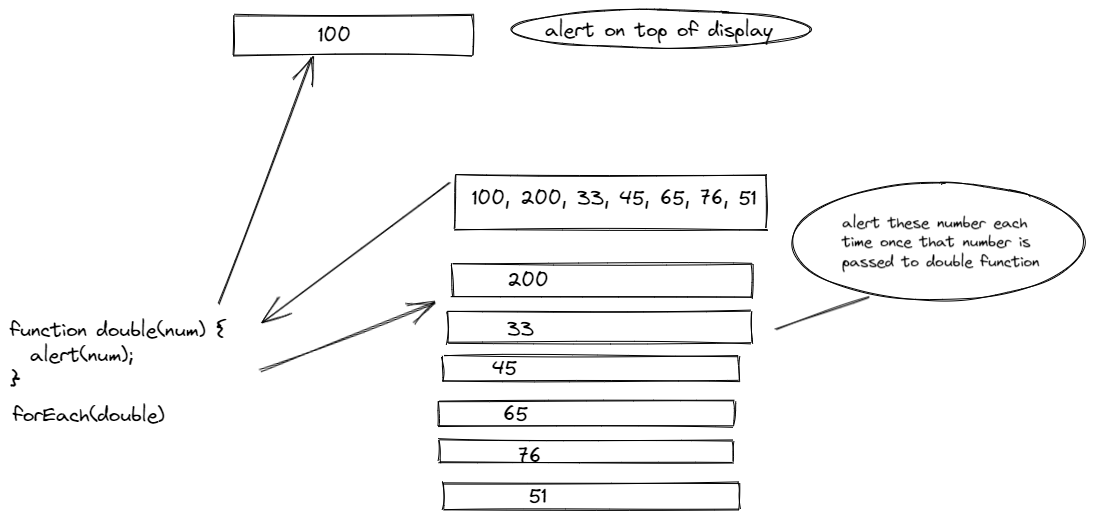 100
alert on top of display
100, 200, 33, 45, 65, 76, 51
alert these number each
time once that number is
passed to double function
200
33
45
65
76
51
function double(num) {
alert(num);
}
forEach(double)